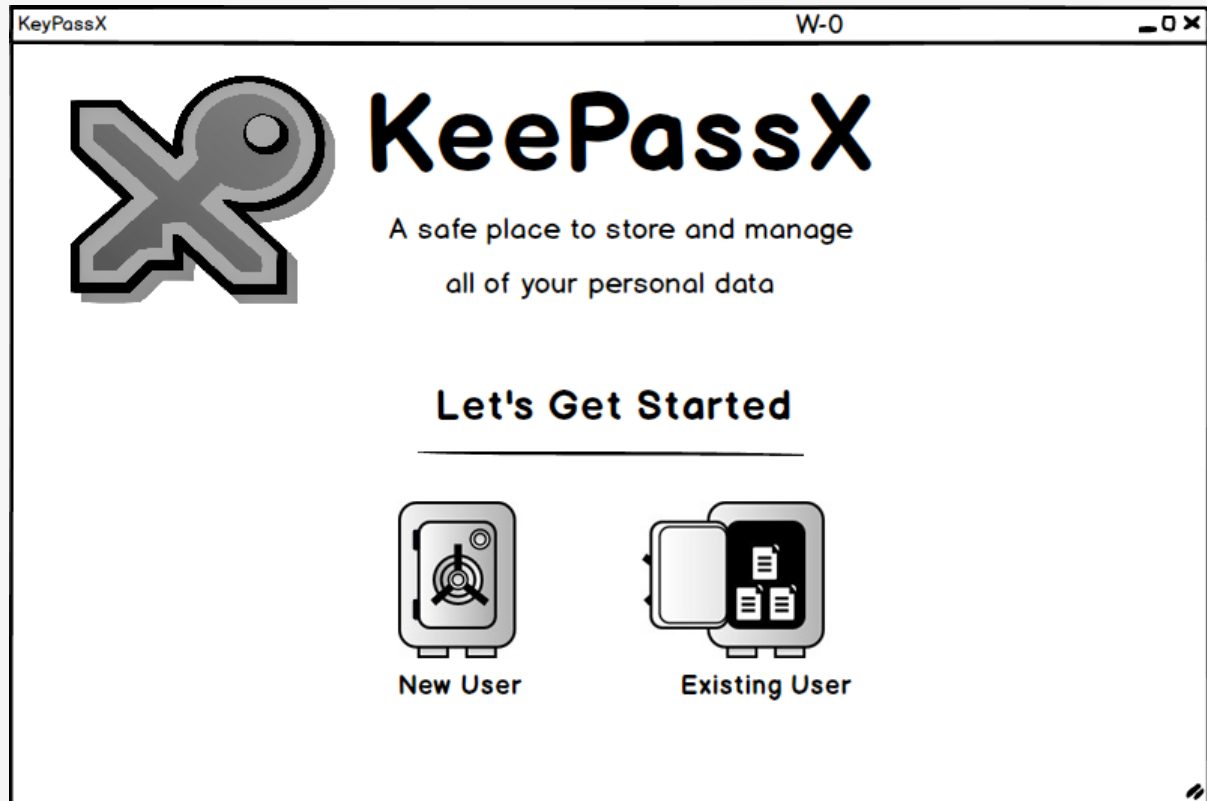 KeyPassX W-0
KeePassX
A safe place to store and manage
all of your personal data
Let's Get Started
New User Existing User